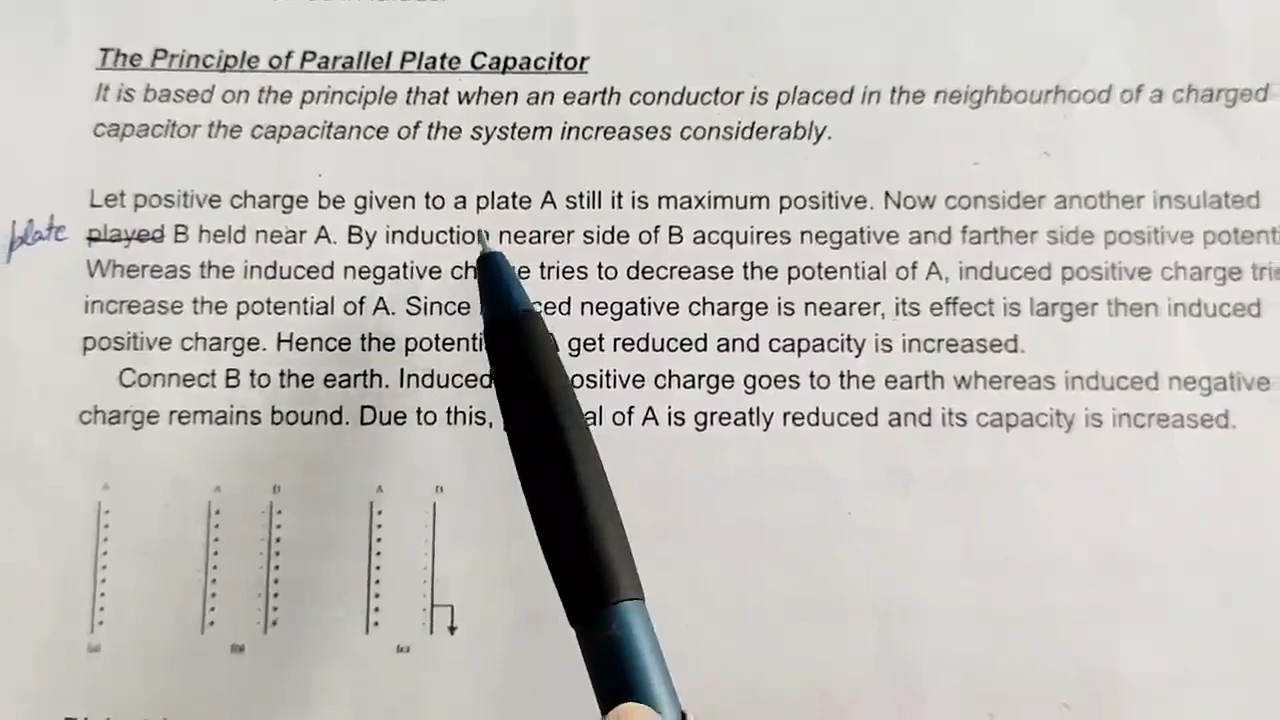 The Principle of Parallel Plate Capacitor
It is based on the principle that when an earth conductor is placed in the neighbourhood of a charged
capacitor the capacitance of the system increases considerably.
Let positive charge be given to a plate A still it is maximum positive. Now consider another insulated
plate played B held near A. By induction nearer side of B acquires negative and farther side positive potenti
Whereas the induced negative ch e tries to decrease the potential of A, induced positive charge trie
increase the potential of A. Since ced negative charge is nearer, its effect is larger then induced
positive charge. Hence the potenti A get reduced and capacity is increased.
Connect B to the earth. Induced ositive charge goes to the earth whereas induced negative
charge remains bound. Due to this, al of A is greatly reduced and its capacity is increased.
A A B A B
(a) (b) (c)